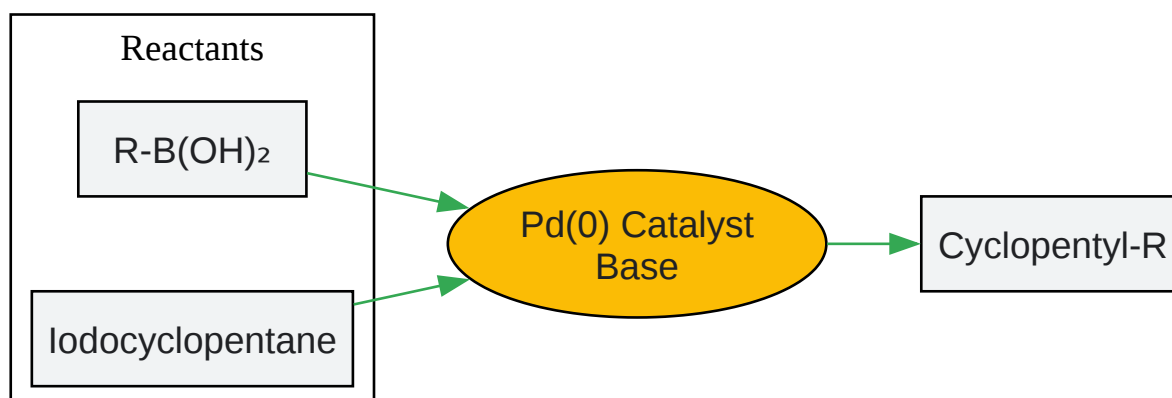 Reactants
R-B(OH)₂
Iodocyclopentane
Pd(0) Catalyst
Base
Cyclopentyl-R